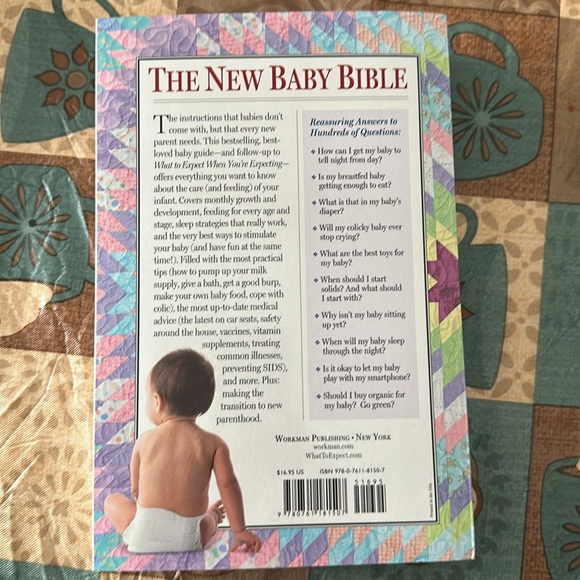 THE NEW BABY BIBLE
The instructions that babies don't
come with, but that every new
parent needs. This bestselling, best-
loved baby guide—and follow-up to
What to Expect When You're Expecting—
offers everything you want to know
about the care (and feeding) of your
infant. Covers monthly growth and
development, feeding for every age and
stage, sleep strategies that really work,
and the very best ways to stimulate
your baby (and have fun at the same
time!). Filled with the most practical
tips (how to pump up your milk
supply, give a bath, get a good burp,
make your own baby food, cope with
colic), the most up-to-date medical
advice (the latest on car seats, safety
around the house, vaccines, vitamin
supplements, treating
common illnesses,
preventing SIDS),
and more. Plus:
making the
transition to new
parenthood.
Reassuring Answers to
Hundreds of Questions:
❖ How can I get my baby to
tell night from day?
❖ Is my breastfed baby
getting enough to eat?
❖ What is that in my baby's
diaper?
❖ Will my colicky baby ever
stop crying?
❖ What are the best toys for
my baby?
❖ When should I start
solids? And what should
I start with?
❖ Why isn't my baby sitting
up yet?
❖ When will my baby sleep
through the night?
❖ Is it okay to let my baby
play with my smartphone?
❖ Should I buy organic for
my baby? Go green?
WORKMAN PUBLISHING • NEW YORK
workman.com
WhatToExpect.com
$16.95 US ISBN 978-0-7611-8150-7
51695
9 780761 181507